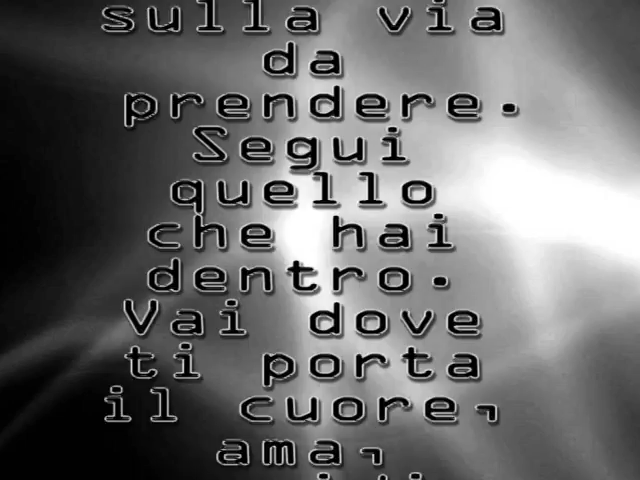 sulla via
da
prendere.
Segui
quello
che hai
dentro.
Vai dove
ti porta
il cuore,
ama,